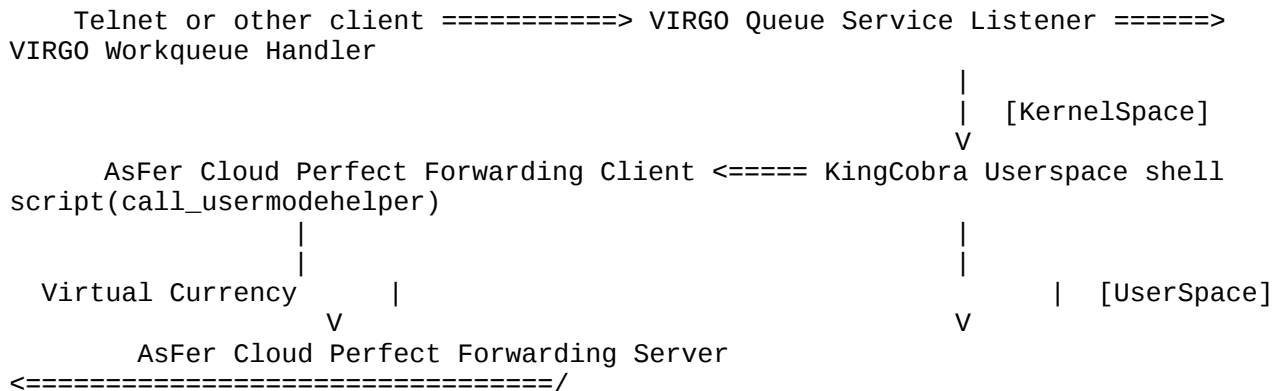 Telnet or other client ===========> VIRGO Queue Service Listener ======>
VIRGO Workqueue Handler
|
| [KernelSpace]
V
AsFer Cloud Perfect Forwarding Client <===== KingCobra Userspace shell
script(call_usermodehelper)
| |
| |
Virtual Currency | | [UserSpace]
V V
AsFer Cloud Perfect Forwarding Server
<=================================/